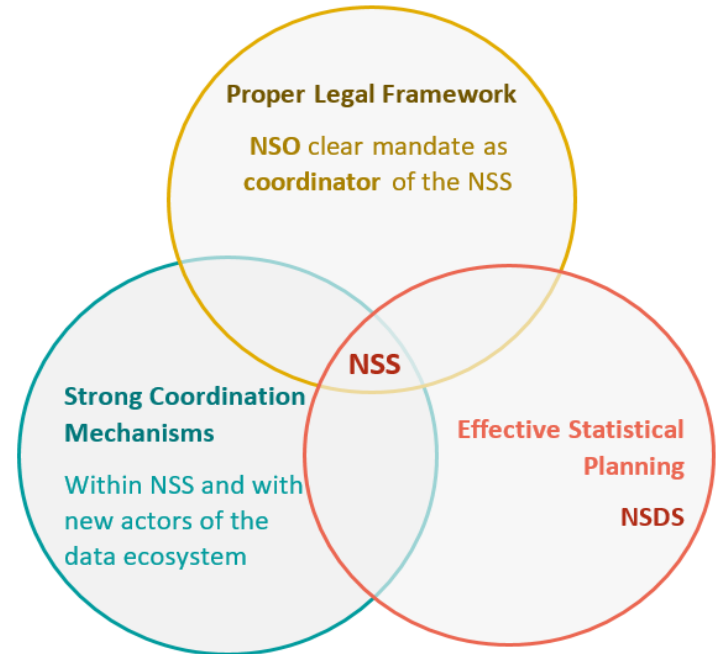 Proper Legal Framework
NSO clear mandate as
coordinator of the NSS
NSS
Strong Coordination
Mechanisms
Within NSS and with
new actors of the
data ecosystem
Effective Statistical
Planning
NSDS